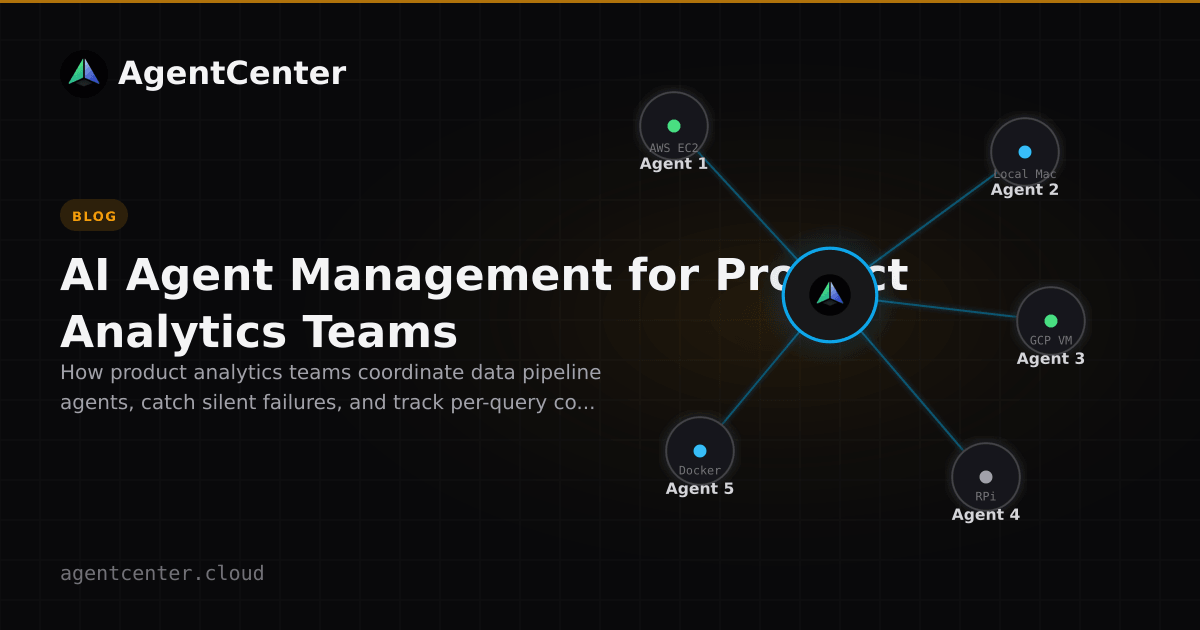 AgentCenter
BLOG
AI Agent Management for Pro ct
Analytics Teams
How product analytics teams coordinate data pipeline
agents, catch silent failures, and track per-query co...
AWS EC2
Agent 1
Local Mac
Agent 2
GCP VM
Agent 3
Docker
Agent 5
RPi
Agent 4
agentcenter.cloud